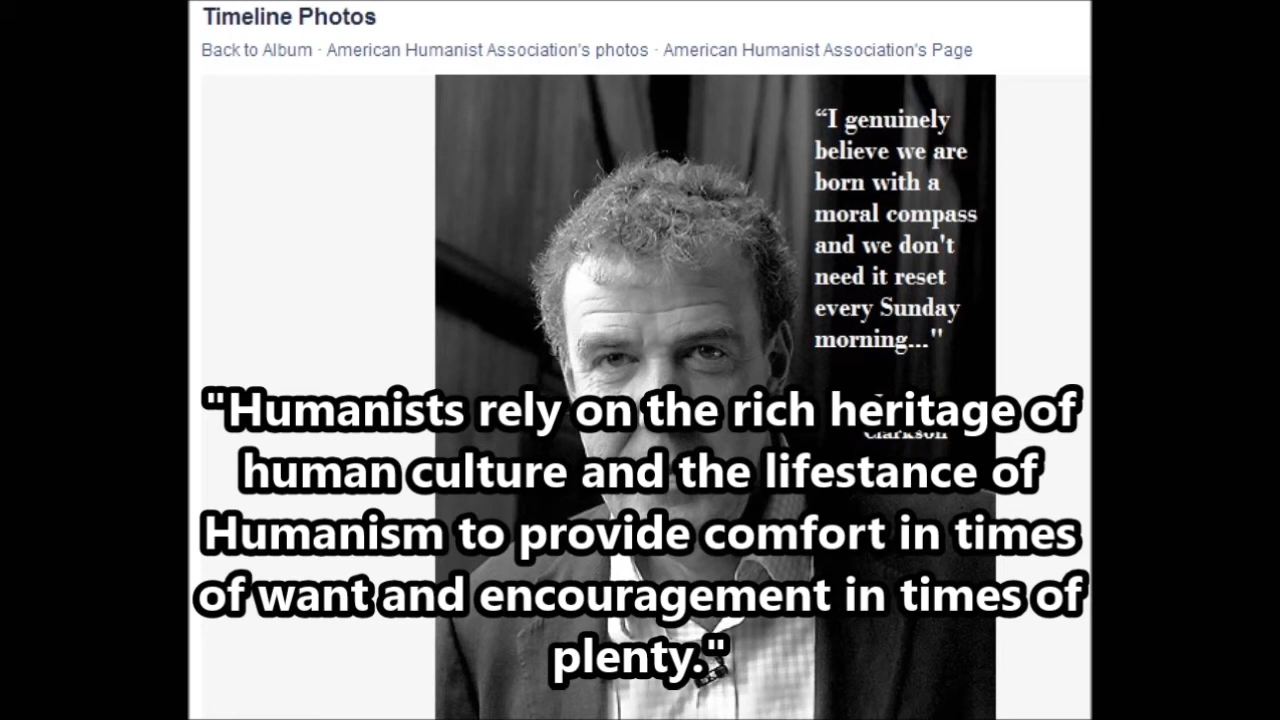 Timeline Photos
Back to Album · American Humanist Association's photos · American Humanist Association's Page
“I genuinely
believe we are
born with a
moral compass
and we don't
need it reset
every Sunday
morning..."
Clarkson
"Humanists rely on the rich heritage of
human culture and the lifestance of
Humanism to provide comfort in times
of want and encouragement in times of
plenty."